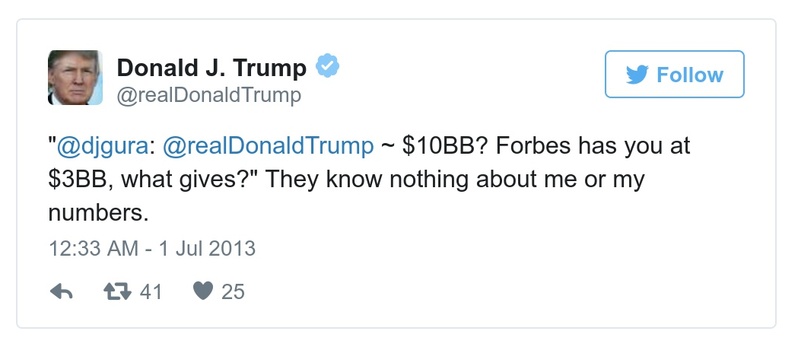 Donald J. Trump
@realDonaldTrump
Follow
"@djgura: @realDonaldTrump ~ $10BB? Forbes has you at
$3BB, what gives?" They know nothing about me or my
numbers.
12:33 AM - 1 Jul 2013
41 25